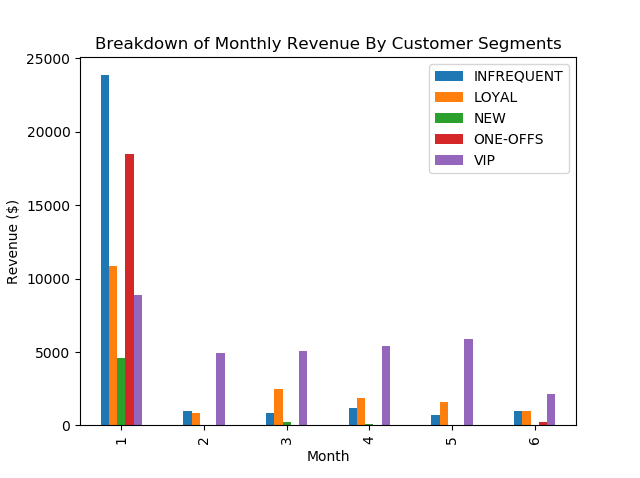 Breakdown of Monthly Revenue By Customer Segments
25000
20000
15000
10000
5000
0
Revenue ($)
INFREQUENT
LOYAL
NEW
ONE-OFFS
VIP
1
2
3
4
5
6
Month